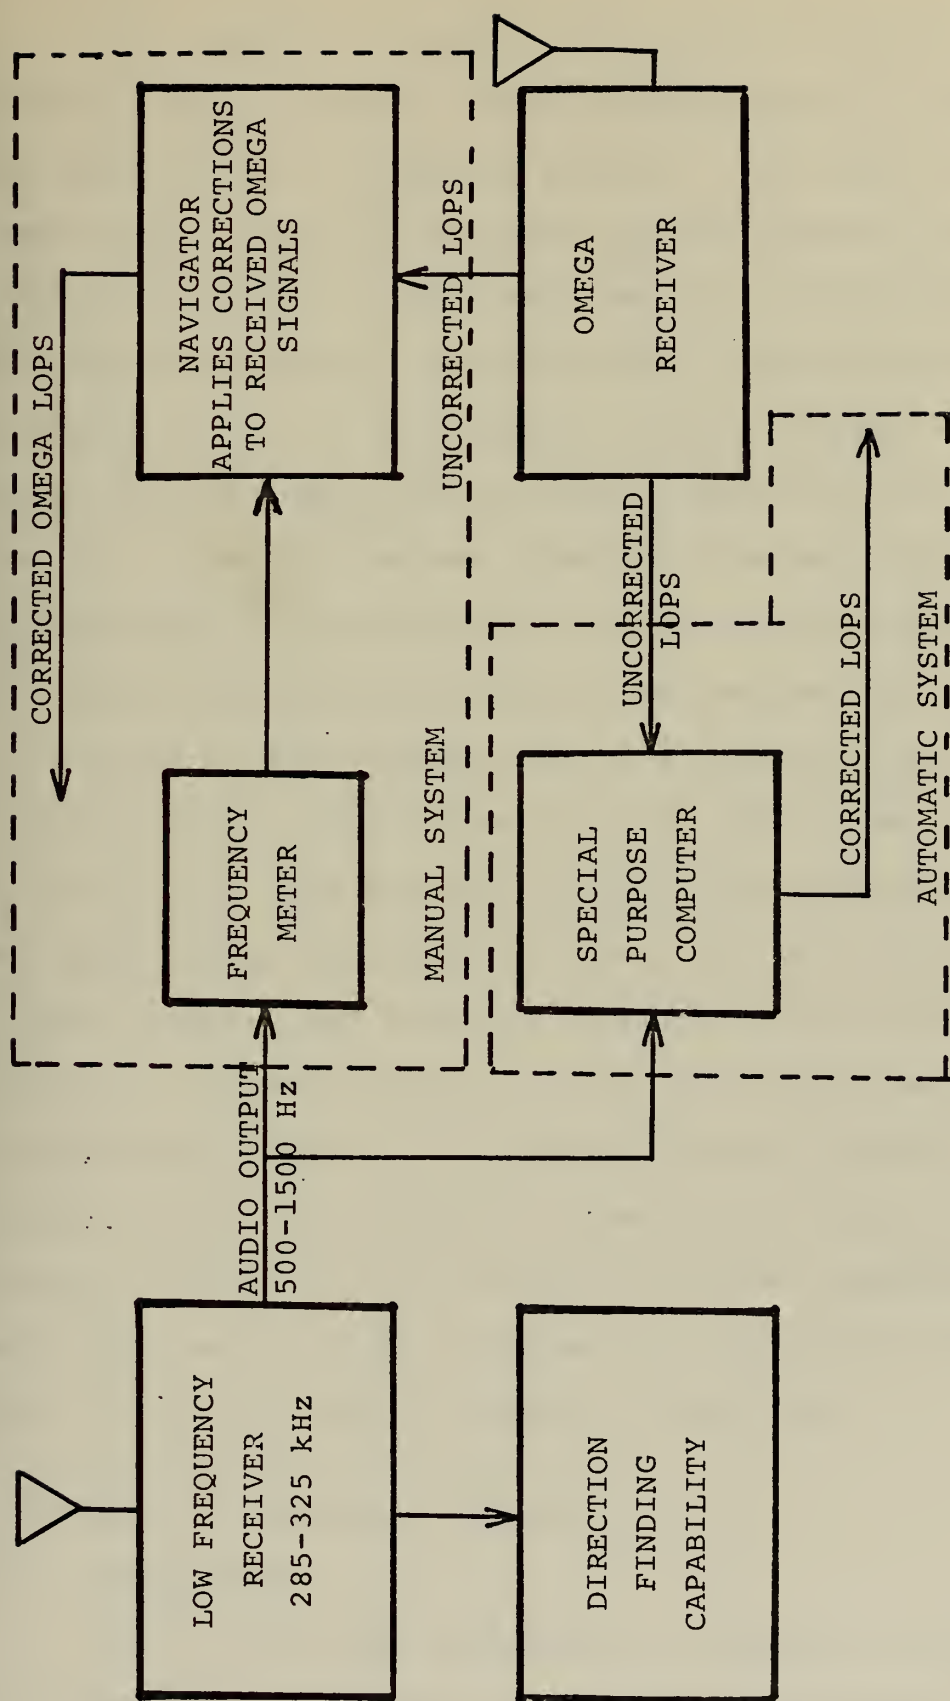 LOW FREQUENCY
RECEIVER
285-325 kHz
AUDIO OUTPUT
500-1500 Hz
DIRECTION
FINDING
CAPABILITY
CORRECTED OMEGA LOPS
FREQUENCY
METER
NAVIGATOR
APPLIES CORRECTIONS
TO RECEIVED OMEGA
SIGNALS
MANUAL SYSTEM
UNCORRECTED LOPS
SPECIAL
PURPOSE
COMPUTER
UNCORRECTED
LOPS
OMEGA
RECEIVER
CORRECTED LOPS
AUTOMATIC SYSTEM